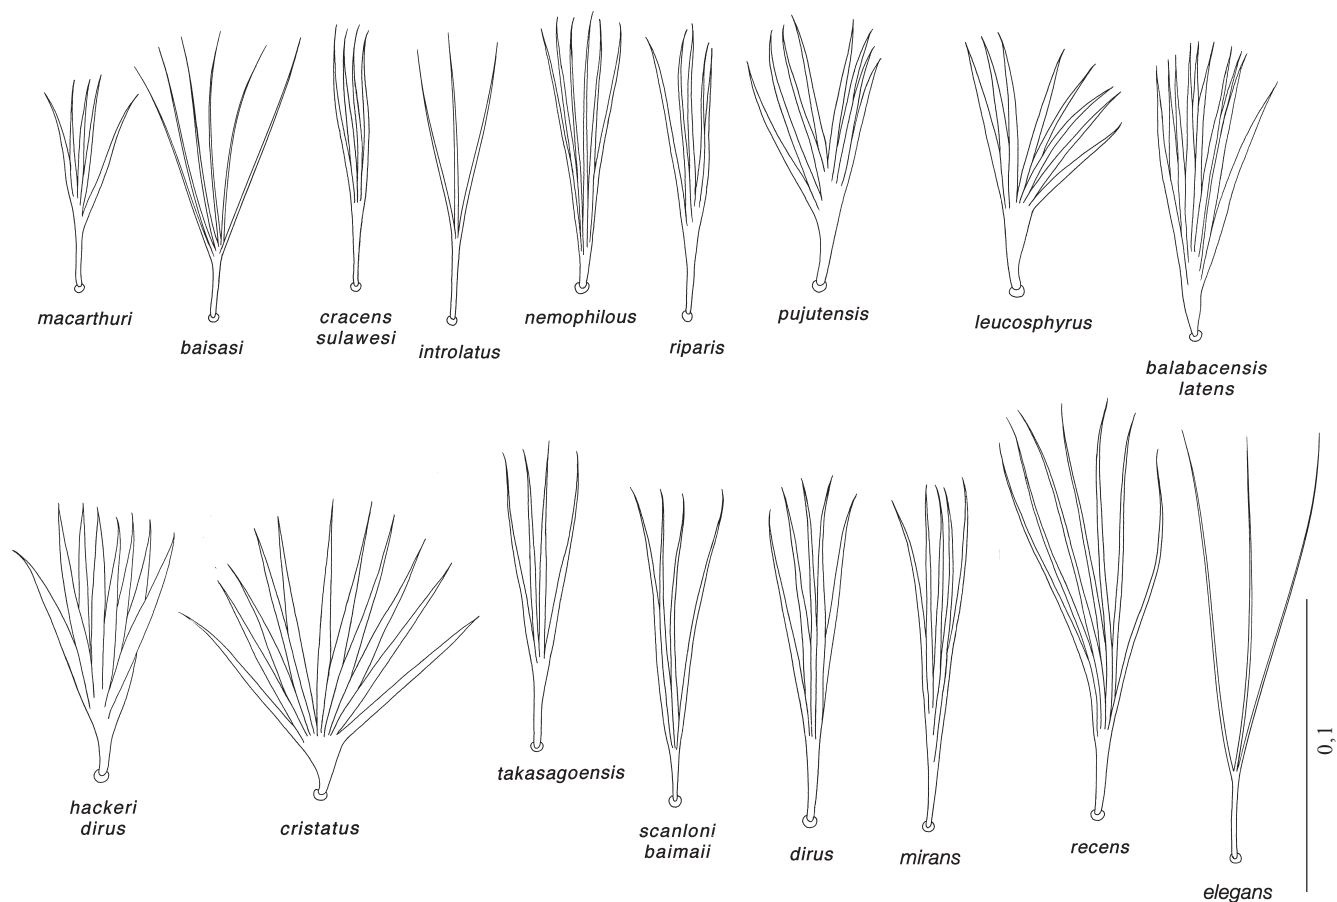 macarthuri
baisasi
cracens
sulawesi
introlatus
nemophilous
riparis
pujutensis
leucosphyrus
balabacensis
latens
hackeri
dirus
cristatus
takasagoensis
scanloni
baimaii
dirus
mirans
recens
elegans
0,1